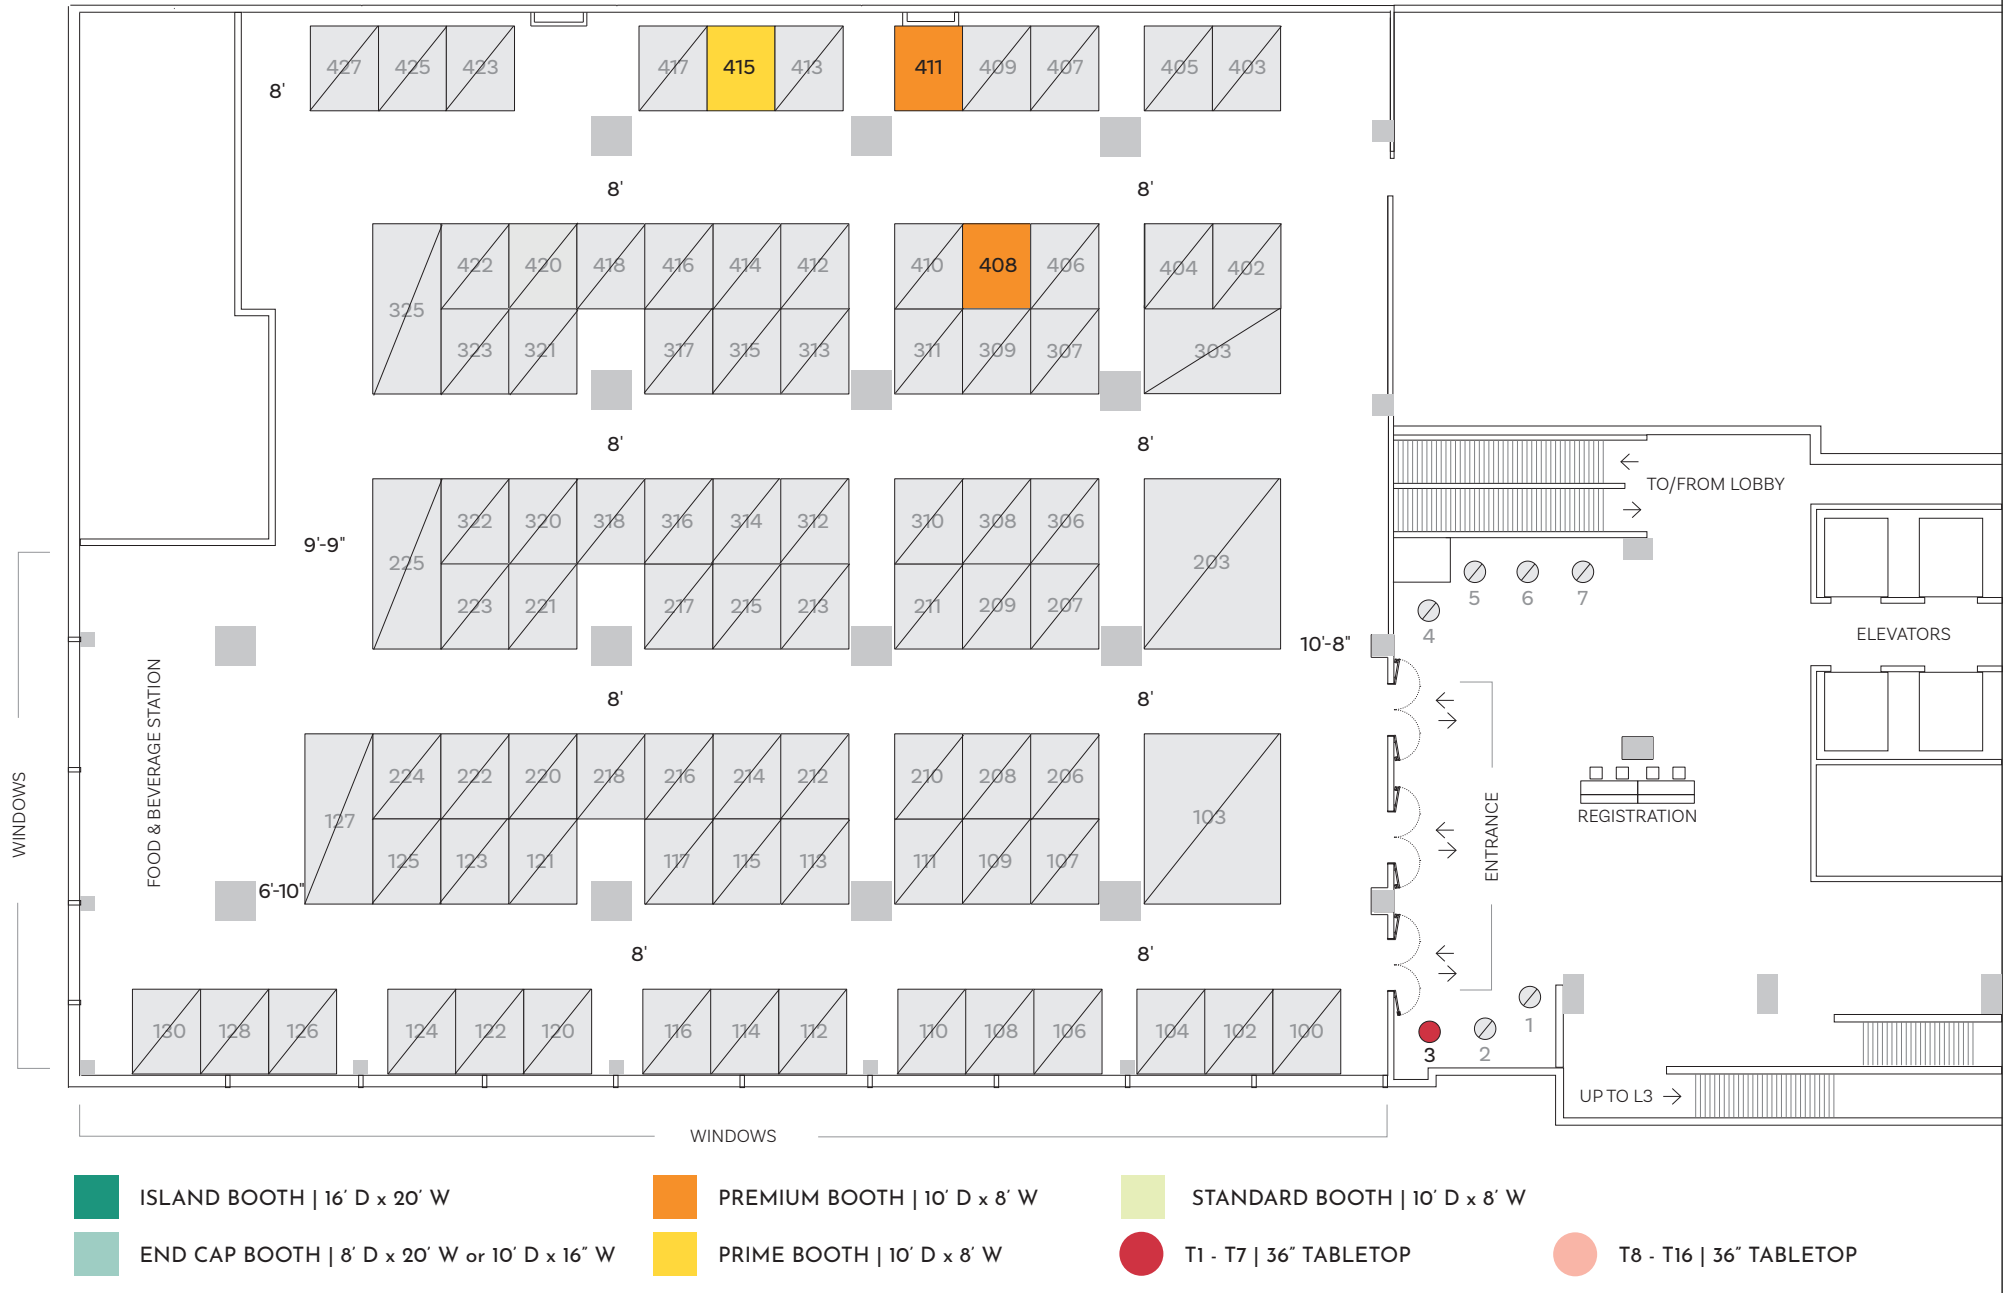 427 425 423 417 415 413 411 409 407 405 403
8'
8' 8'
422 420 418 416 414 412 410 408 406 404 402
325
323 321 317 315 313 311 309 307 303
8' 8'
TO/FROM LOBBY
322 320 318 316 314 312 310 308 306
9'-9"
225 203
5 6 7
223 221 217 215 213 211 209 207
4
10'-8"
ELEVATORS
8' 8'
FOOD & BEVERAGE STATION
WINDOWS
224 222 220 218 216 214 212 210 208 206
127 103
ENTRANCE
REGISTRATION
125 123 121 117 115 113 111 109 107
6'-10"
8' 8'
130 128 126 124 122 120 116 114 112 110 108 106 104 102 100
1
2
3
UP TO L3
WINDOWS
ISLAND BOOTH | 16' D x 20' W
PREMIUM BOOTH | 10' D x 8' W
STANDARD BOOTH | 10' D x 8' W
END CAP BOOTH | 8' D x 20' W or 10' D x 16" W
PRIME BOOTH | 10' D x 8' W
T1 - T7 | 36" TABLETOP
T8 - T16 | 36" TABLETOP